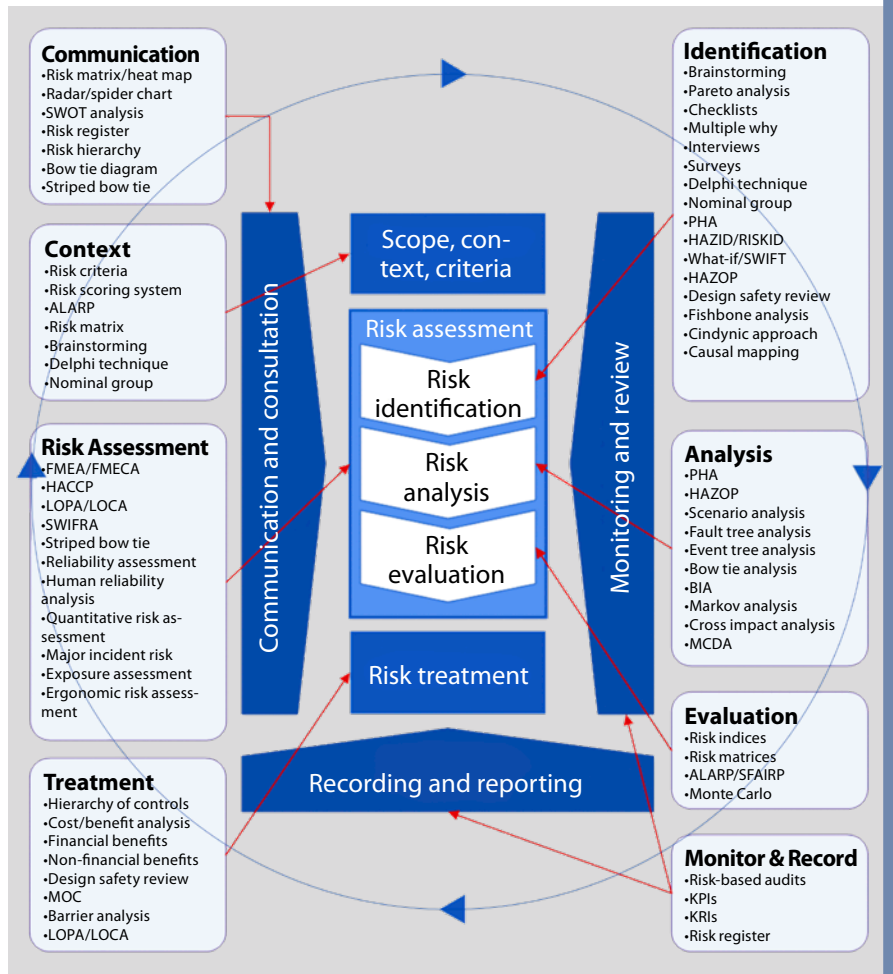 Communication
•Risk matrix/heat map
•Radar/spider chart
•SWOT analysis
•Risk register
•Risk hierarchy
•Bow tie diagram
•Striped bow tie
Context
•Risk criteria
•Risk scoring system
•ALARP
•Risk matrix
•Brainstorming
•Delphi technique
•Nominal group
Risk Assessment
•FMEA/FMECA
•HACCP
•LOPA/LOCA
•SWIFRA
•Striped bow tie
•Reliability assessment
•Human reliability
analysis
•Quantitative risk as-
sessment
•Major incident risk
•Exposure assessment
•Ergonomic risk assess-
ment
Treatment
•Hierarchy of controls
•Cost/benefit analysis
•Financial benefits
•Non-financial benefits
•Design safety review
•MOC
•Barrier analysis
•LOPA/LOCA
Communication and consultation
Scope, con-
text, criteria
Risk assessment
Risk
identification
Risk
analysis
Risk
evaluation
Risk treatment
Recording and reporting
Monitoring and review
Identification
•Brainstorming
•Pareto analysis
•Checklists
•Multiple why
•Interviews
•Surveys
•Delphi technique
•Nominal group
•PHA
•HAZID/RISKID
•What-if/SWIFT
•HAZOP
•Design safety review
•Fishbone analysis
•Cindynic approach
•Causal mapping
Analysis
•PHA
•HAZOP
•Scenario analysis
•Fault tree analysis
•Event tree analysis
•Bow tie analysis
•BIA
•Markov analysis
•Cross impact analysis
•MCDA
Evaluation
•Risk indices
•Risk matrices
•ALARP/SFAIRP
•Monte Carlo
Monitor & Record
•Risk-based audits
•KPIs
•KRIs
•Risk register